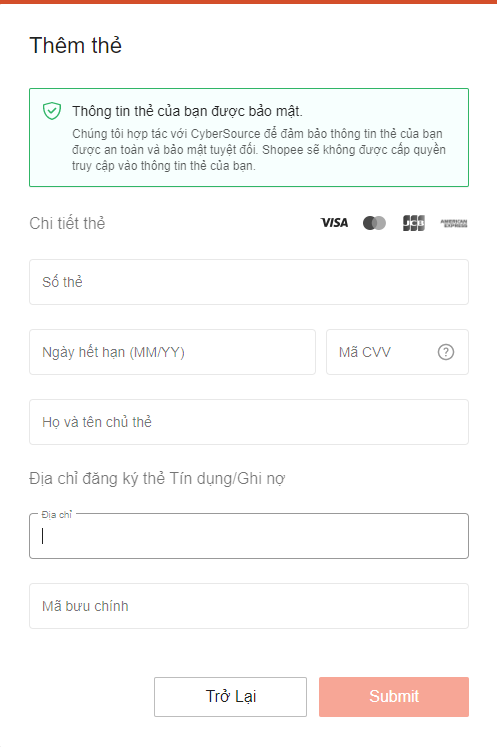 Thêm thẻ
Thông tin thẻ của bạn được bảo mật.
Chúng tôi hợp tác với CyberSource để đảm bảo thông tin thẻ của bạn
được an toàn và bảo mật tuyệt đối. Shopee sẽ không được cấp quyền
truy cập vào thông tin thẻ của bạn.
Chi tiết thẻ VISA JCB AMERICAN EXPRESS
Số thẻ
Ngày hết hạn (MM/YY) Mã CVV ?
Họ và tên chủ thẻ
Địa chỉ đăng ký thẻ Tín dụng/Ghi nợ
Địa chỉ
Mã bưu chính
Trở Lại Submit